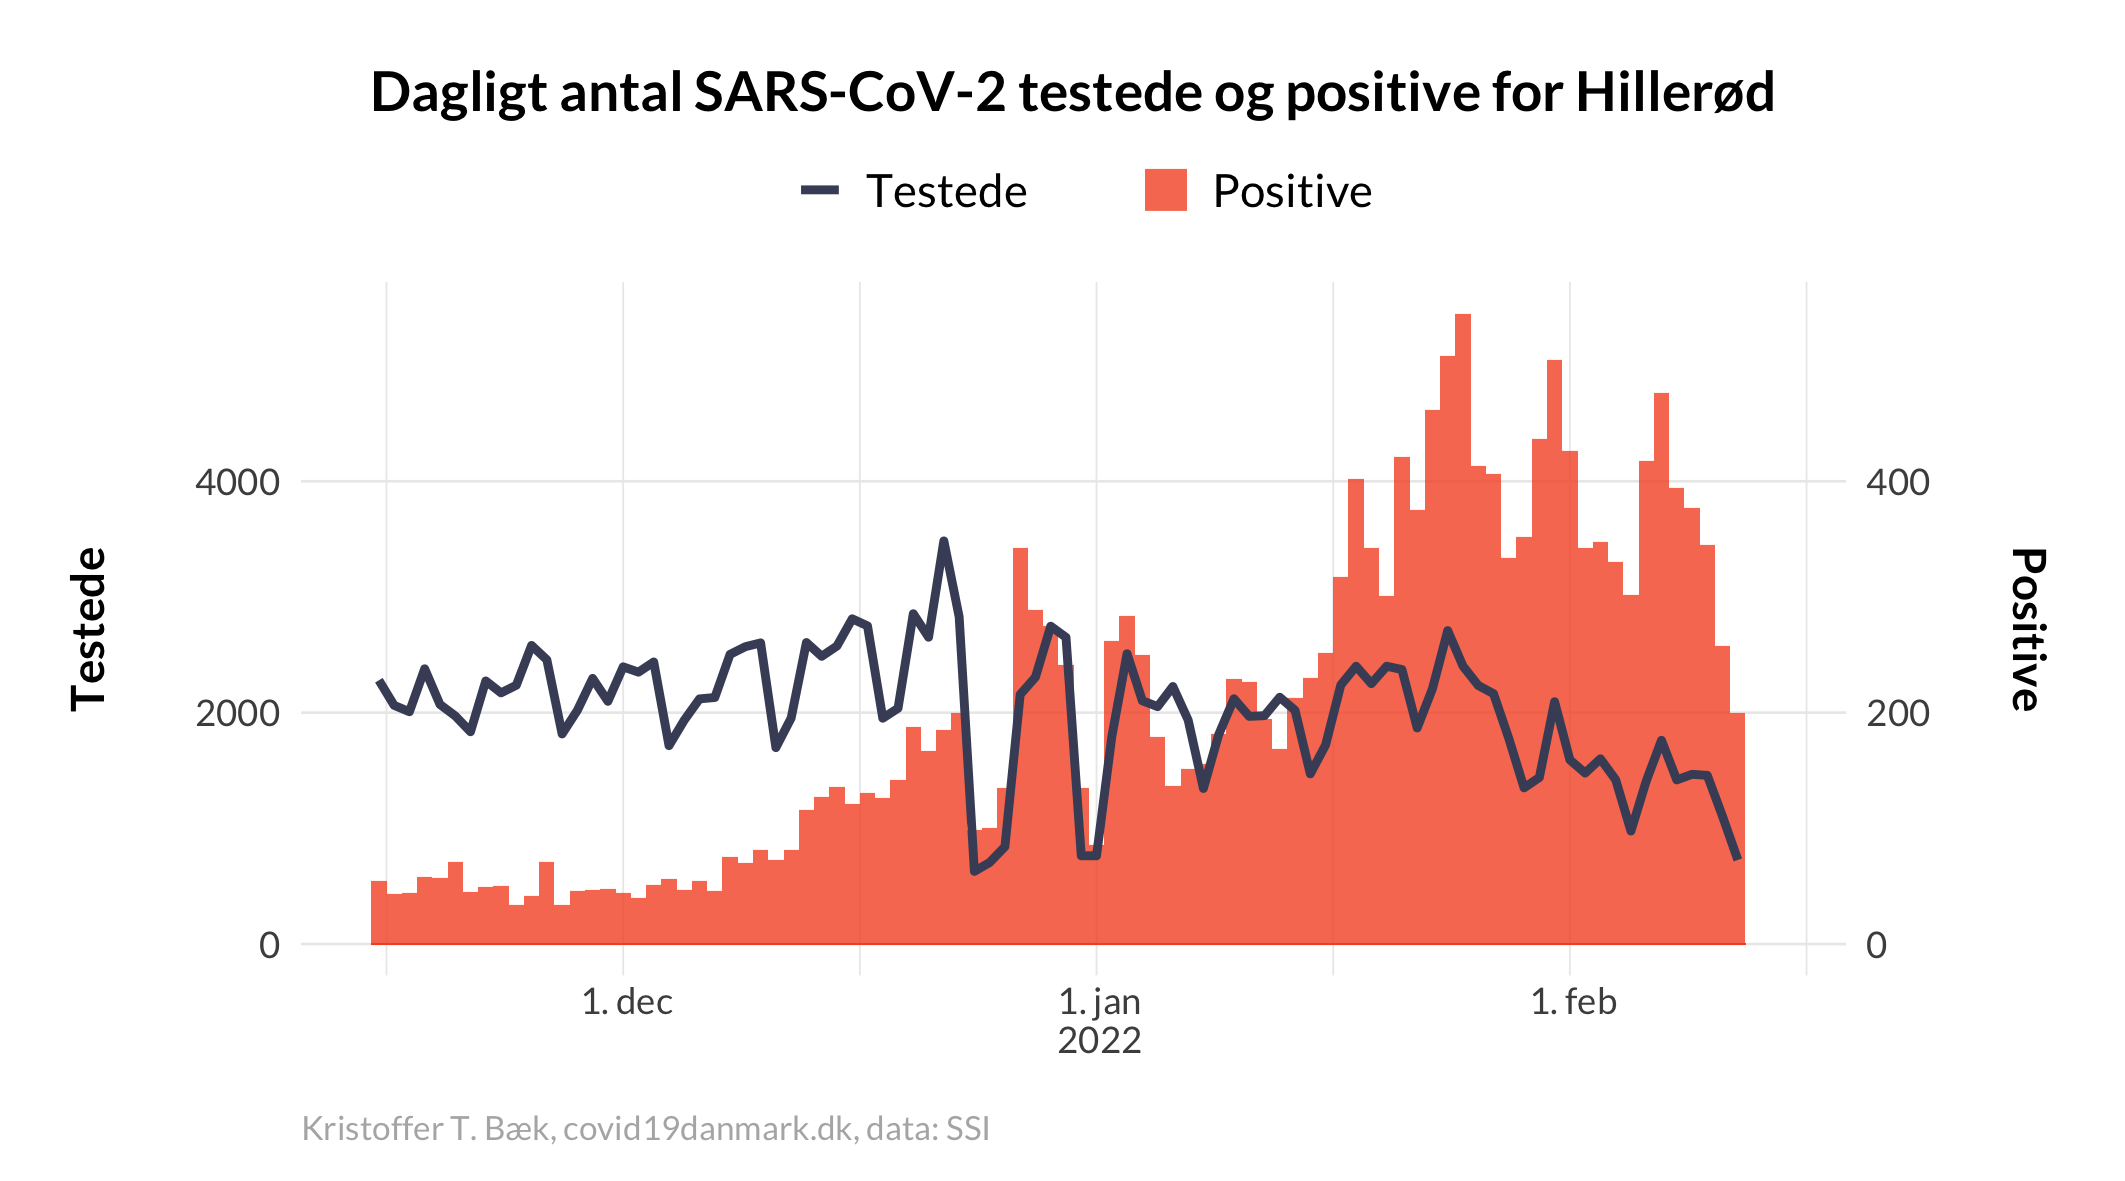 Dagligt antal SARS-CoV-2 testede og positive for Hillerød
Testede
Positive
4000
2000
0
Testede
400
200
0
Positive
1. dec
1. jan
2022
1. feb
Kristoffer T. Bæk, covid19danmark.dk, data: SSI